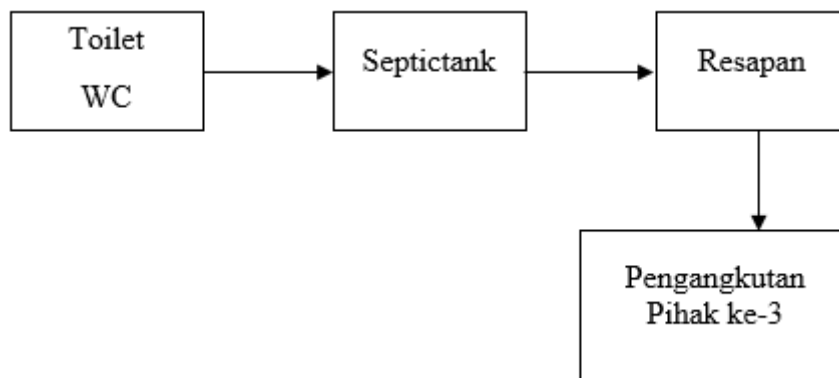 Toilet
WC
Septictank
Resapan
Pengangkutan
Pihak ke-3